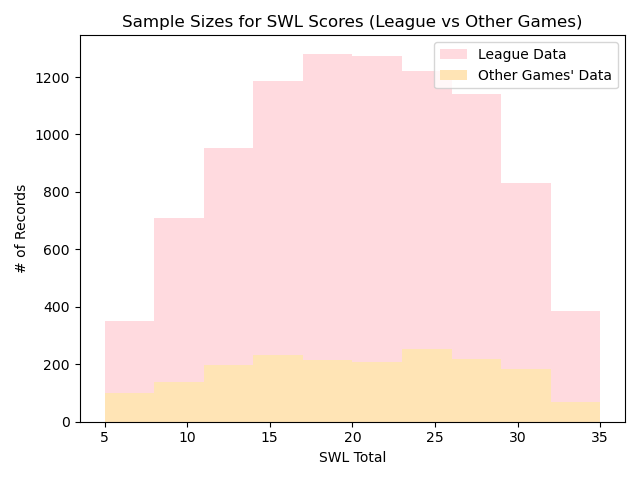 Sample Sizes for SWL Scores (League vs Other Games)
League Data
Other Games' Data
# of Records
1200
1000
800
600
400
200
0
5
10
15
20
25
30
35
SWL Total